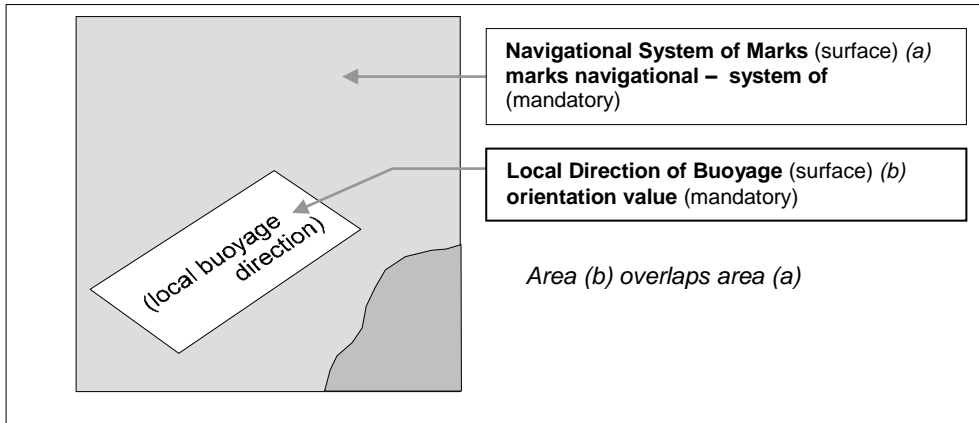 Navigational System of Marks (surface) (a)
marks navigational – system of
(mandatory)
Local Direction of Buoyage (surface) (b)
orientation value (mandatory)
(local buoyage
direction)
Area (b) overlaps area (a)